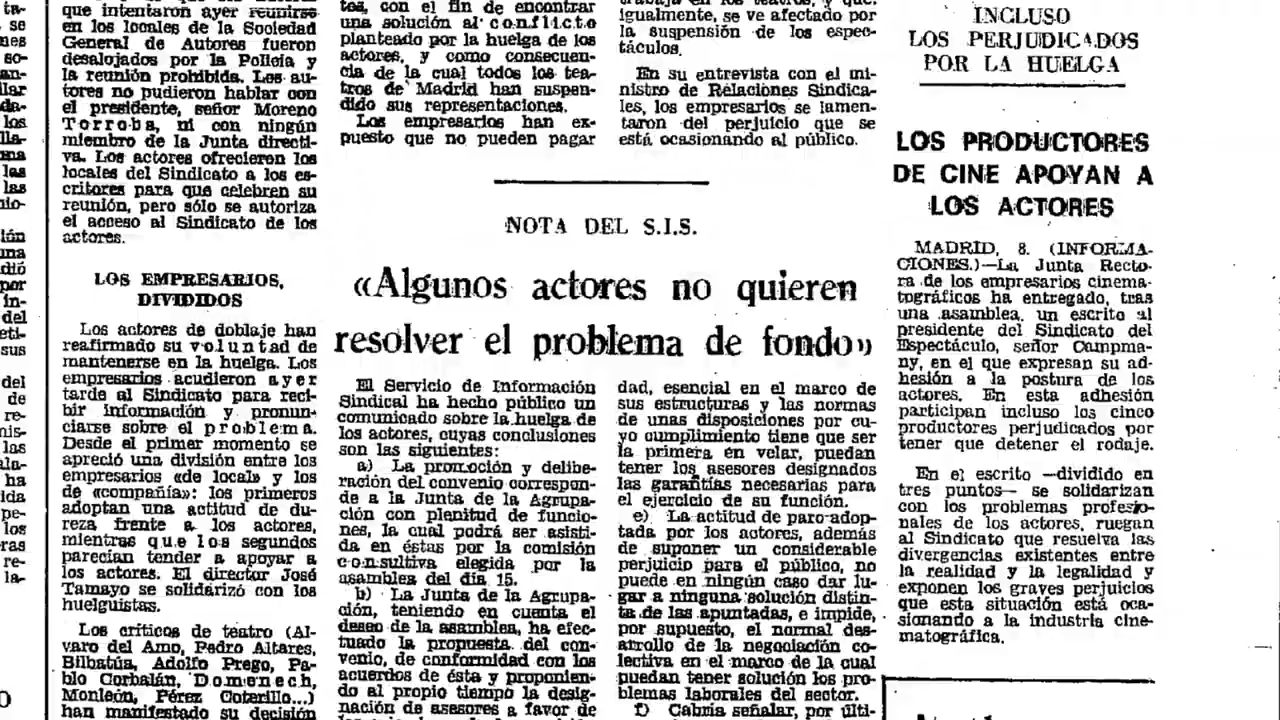 que intentaron ayer reunirse
en los locales de la Sociedad
General de Autores fueron
desalojados por la Policía y
la reunión prohibida. Los au-
tores no pudieron hablar con
el presidente, señor Moreno
Torroba, ni con ningún
miembro de la Junta directi-
va. Los actores ofrecieron los
locales del Sindicato a los es-
critores para que celebren su
reunión, pero sólo se autoriza
el acceso al Sindicato de los
actores.
LOS EMPRESARIOS,
DIVIDIDOS
Los actores de doblaje han
reafirmado su voluntad de
mantenerse en la huelga. Los
empresarios acudieron ayer
tarde al Sindicato para reci-
bir información y pronun-
ciarse sobre el problema.
Desde el primer momento se
apreció una división entre los
empresarios «de local» y los
de «compañía»: los primeros
adoptan una actitud de du-
reza frente a los actores,
mientras que los segundos
parecían tender a apoyar a
los actores. El director José
Tamayo se solidarizó con los
huelguistas.
Los críticos de teatro (Al-
varo del Amo, Pedro Altares,
Bilbatúa, Adolfo Prego, Pa-
blo Corbalán, Domenech,
Monleón, Pérez Coterillo...)
han manifestado su decisión
tes, con el fin de encontrar
una solución al conflicto
planteado por la huelga de los
actores, y como consecuen-
cia de la cual todos los tea-
tros de Madrid han suspen-
dido sus representaciones.
Los empresarios han ex-
puesto que no pueden pagar
igualmente, se ve afectado por
la suspensión de los espec-
táculos.
En su entrevista con el mi-
nistro de Relaciones Sindica-
les, los empresarios se lamen-
taron del perjuicio que se
está ocasionando al público.
NOTA DEL S.I.S.
«Algunos actores no quieren
resolver el problema de fondo»
El Servicio de Información
Sindical ha hecho público un
comunicado sobre la huelga de
los actores, cuyas conclusiones
son las siguientes:
a) La promoción y delibe-
ración del convenio correspon-
de a la Junta de la Agrupa-
ción con plenitud de funcio-
nes, la cual podrá ser asisti-
da en éstas por la comisión
consultiva elegida por la
asamblea del día 15.
b) La Junta de la Agrupa-
ción, teniendo en cuenta el
deseo de la asamblea, ha efec-
tuado la propuesta del con-
venio, de conformidad con los
acuerdos de ésta y proponien-
do al propio tiempo la desig-
nación de asesores a favor de
dad, esencial en el marco de
sus estructuras y las normas
de unas disposiciones por cu-
yo cumplimiento tiene que ser
la primera en velar, puedan
tener los asesores designados
las garantías necesarias para
el ejercicio de su función.
e) La actitud de paro adop-
tada por los actores, además
de suponer un considerable
perjuicio para el público, no
puede en ningún caso dar lu-
gar a ninguna solución distin-
ta de las apuntadas, e impide,
por supuesto, el normal des-
arrollo de la negociación co-
lectiva en el marco de la cual
puedan tener solución los pro-
blemas laborales del sector.
f) Cabría señalar, por últi-
INCLUSO
LOS PERJUDICADOS
POR LA HUELGA
LOS PRODUCTORES
DE CINE APOYAN A
LOS ACTORES
MADRID, 8. (INFORMA-
CIONES.)—La Junta Recto-
ra de los empresarios cinema-
tográficos ha entregado, tras
una asamblea, un escrito al
presidente del Sindicato del
Espectáculo, señor Campma-
ny, en el que expresan su ad-
hesión a la postura de los
actores. En esta adhesión
participan incluso los cinco
productores perjudicados por
tener que detener el rodaje.
En el escrito —dividido en
tres puntos— se solidarizan
con los problemas profesio-
nales de los actores, ruegan
al Sindicato que resuelva las
divergencias existentes entre
la realidad y la legalidad y
exponen los graves perjuicios
que esta situación está oca-
sionando a la industria cine-
matográfica.